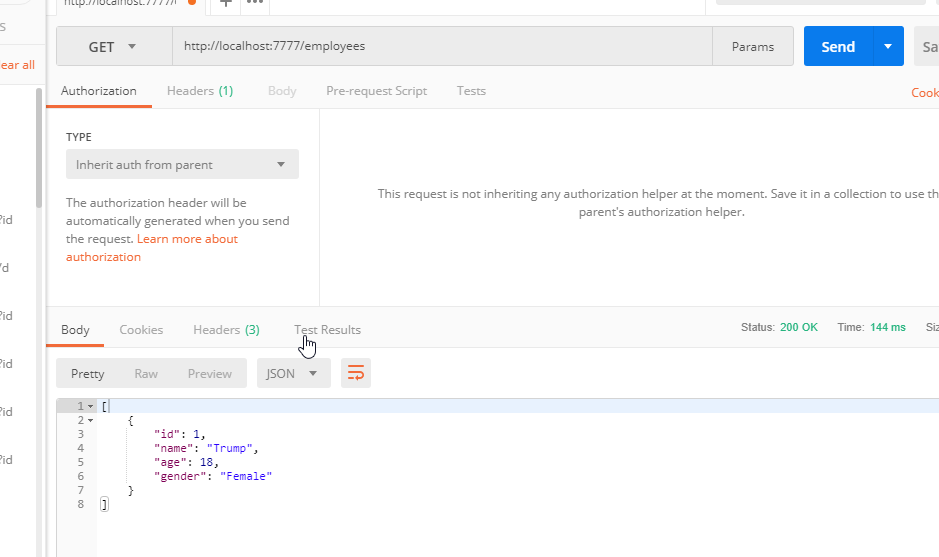 S
ear all
?id
/d
?id
?id
?id
?id
http://localhost:7777/
GET
http://localhost:7777/employees
Params
Send
Sa
Authorization
Headers (1)
Body
Pre-request Script
Tests
Cook
TYPE
Inherit auth from parent
The authorization header will be
automatically generated when you send
the request. Learn more about
authorization
This request is not inheriting any authorization helper at the moment. Save it in a collection to use th
parent's authorization helper.
Body
Cookies
Headers (3)
Test Results
Status: 200 OK
Time: 144 ms
Siz
Pretty
Raw
Preview
JSON
1 [
2 {
3 "id": 1,
4 "name": "Trump",
5 "age": 18,
6 "gender": "Female"
7 }
8 ]